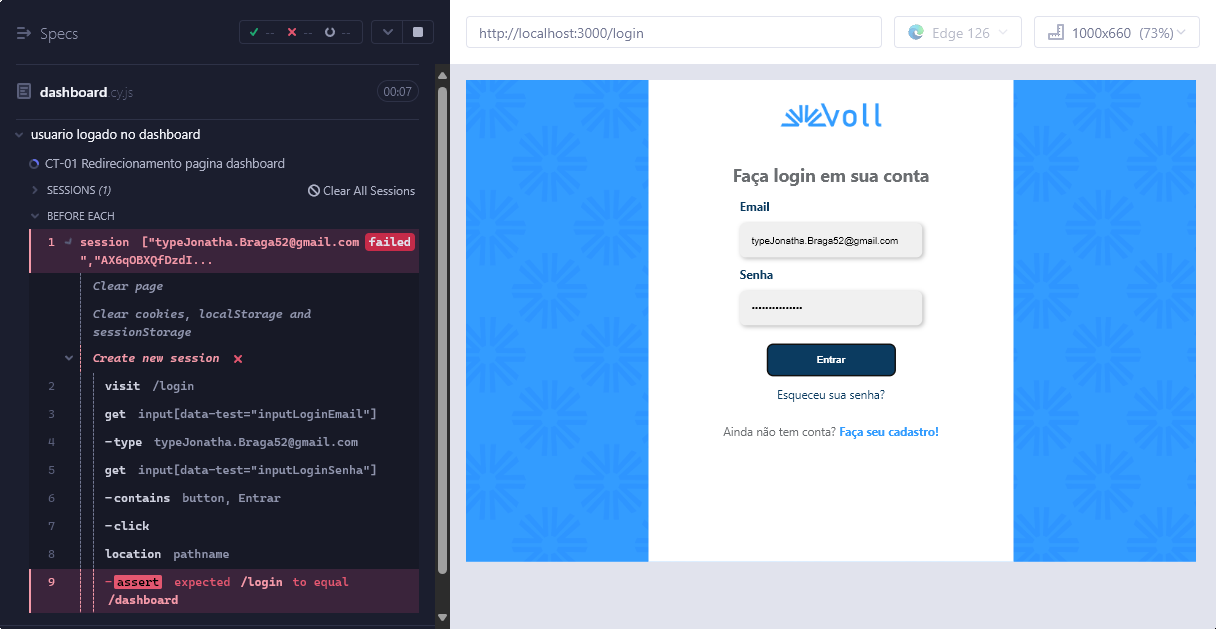 Specs
-- -- --
dashboard.cy.js
00:07
usuario logado no dashboard
CT-01 Redirecionamento pagina dashboard
SESSIONS (1)
Clear All Sessions
BEFORE EACH
1 session ["typeJonatha.Braga52@gmail.com failed
","AX6qOBXQfDzdI...
Clear page
Clear cookies, localStorage and
sessionStorage
Create new session
2 visit /login
3 get input[data-test="inputLoginEmail"]
4 -type typeJonatha.Braga52@gmail.com
5 get input[data-test="inputLoginSenha"]
6 -contains button, Entrar
7 -click
8 location pathname
9 -assert expected /login to equal
/dashboard
http://localhost:3000/login
Edge 126
1000x660 (73%)
Voll
Faça login em sua conta
Email
typeJonatha.Braga52@gmail.com
Senha
•••••••••••••••
Entrar
Esqueceu sua senha?
Ainda não tem conta? Faça seu cadastro!